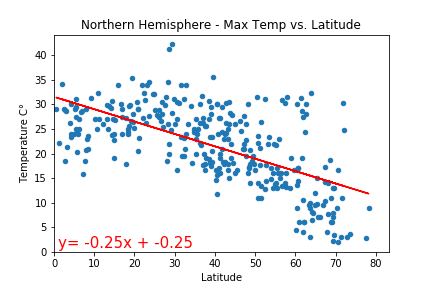 Northern Hemisphere - Max Temp vs. Latitude
40
35
30
25
20
15
10
5
0
Temperature C°
y= -0.25x + -0.25
0 10 20 30 40 50 60 70 80
Latitude